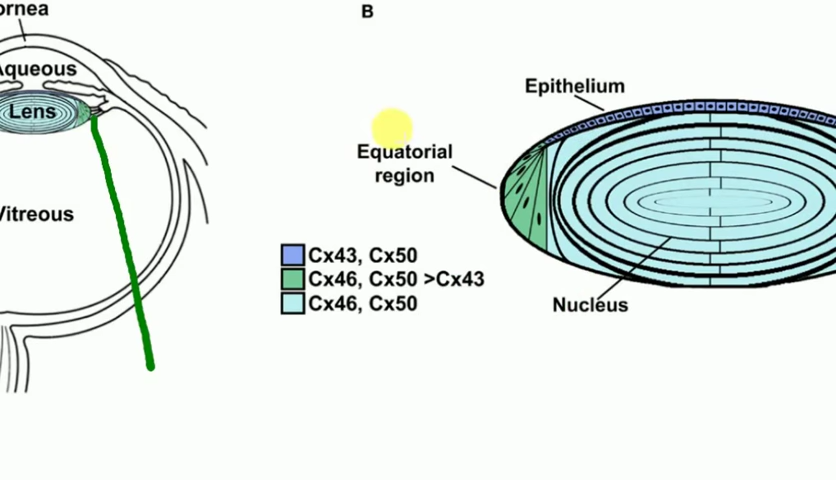 ornea
Aqueous
Lens
Vitreous
B
Epithelium
Equatorial
region
Cx43, Cx50
Cx46, Cx50 >Cx43
Cx46, Cx50
Nucleus